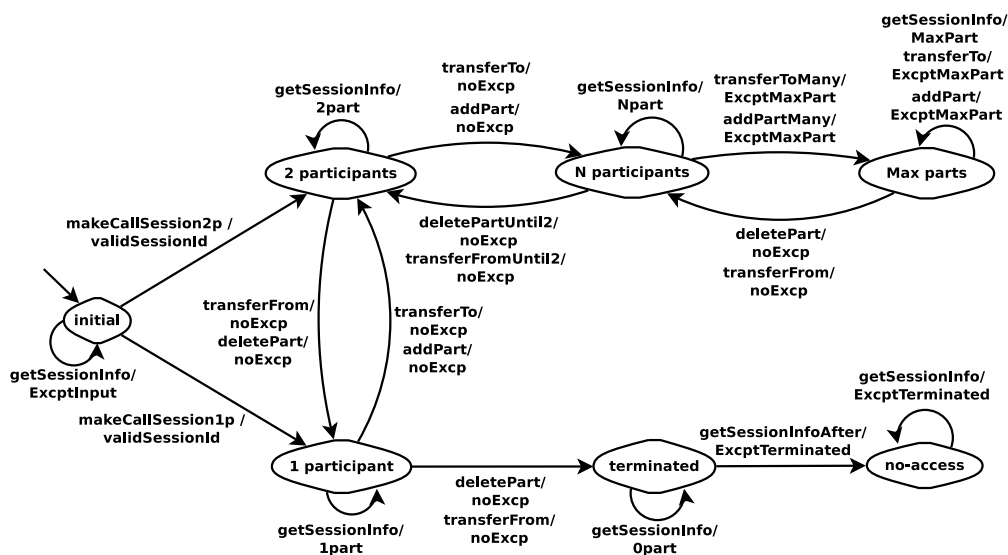 getSessionInfo/
MaxPart
transferTo/
ExcptMaxPart
addPart/
ExcptMaxPart
getSessionInfo/
2part
transferTo/
noExcp
addPart/
noExcp
getSessionInfo/
Npart
transferToMany/
ExcptMaxPart
addPartMany/
ExcptMaxPart
2 participants
N participants
Max parts
makeCallSession2p /
validSessionId
deletePartUntil2/
noExcp
transferFromUntil2/
noExcp
deletePart/
noExcp
transferFrom/
noExcp
initial
getSessionInfo/
ExcptInput
transferFrom/
noExcp
deletePart/
noExcp
transferTo/
noExcp
addPart/
noExcp
makeCallSession1p /
validSessionId
getSessionInfo/
ExcptTerminated
getSessionInfoAfter/
ExcptTerminated
1 participant
terminated
no-access
getSessionInfo/
1part
deletePart/
noExcp
transferFrom/
noExcp
getSessionInfo/
0part